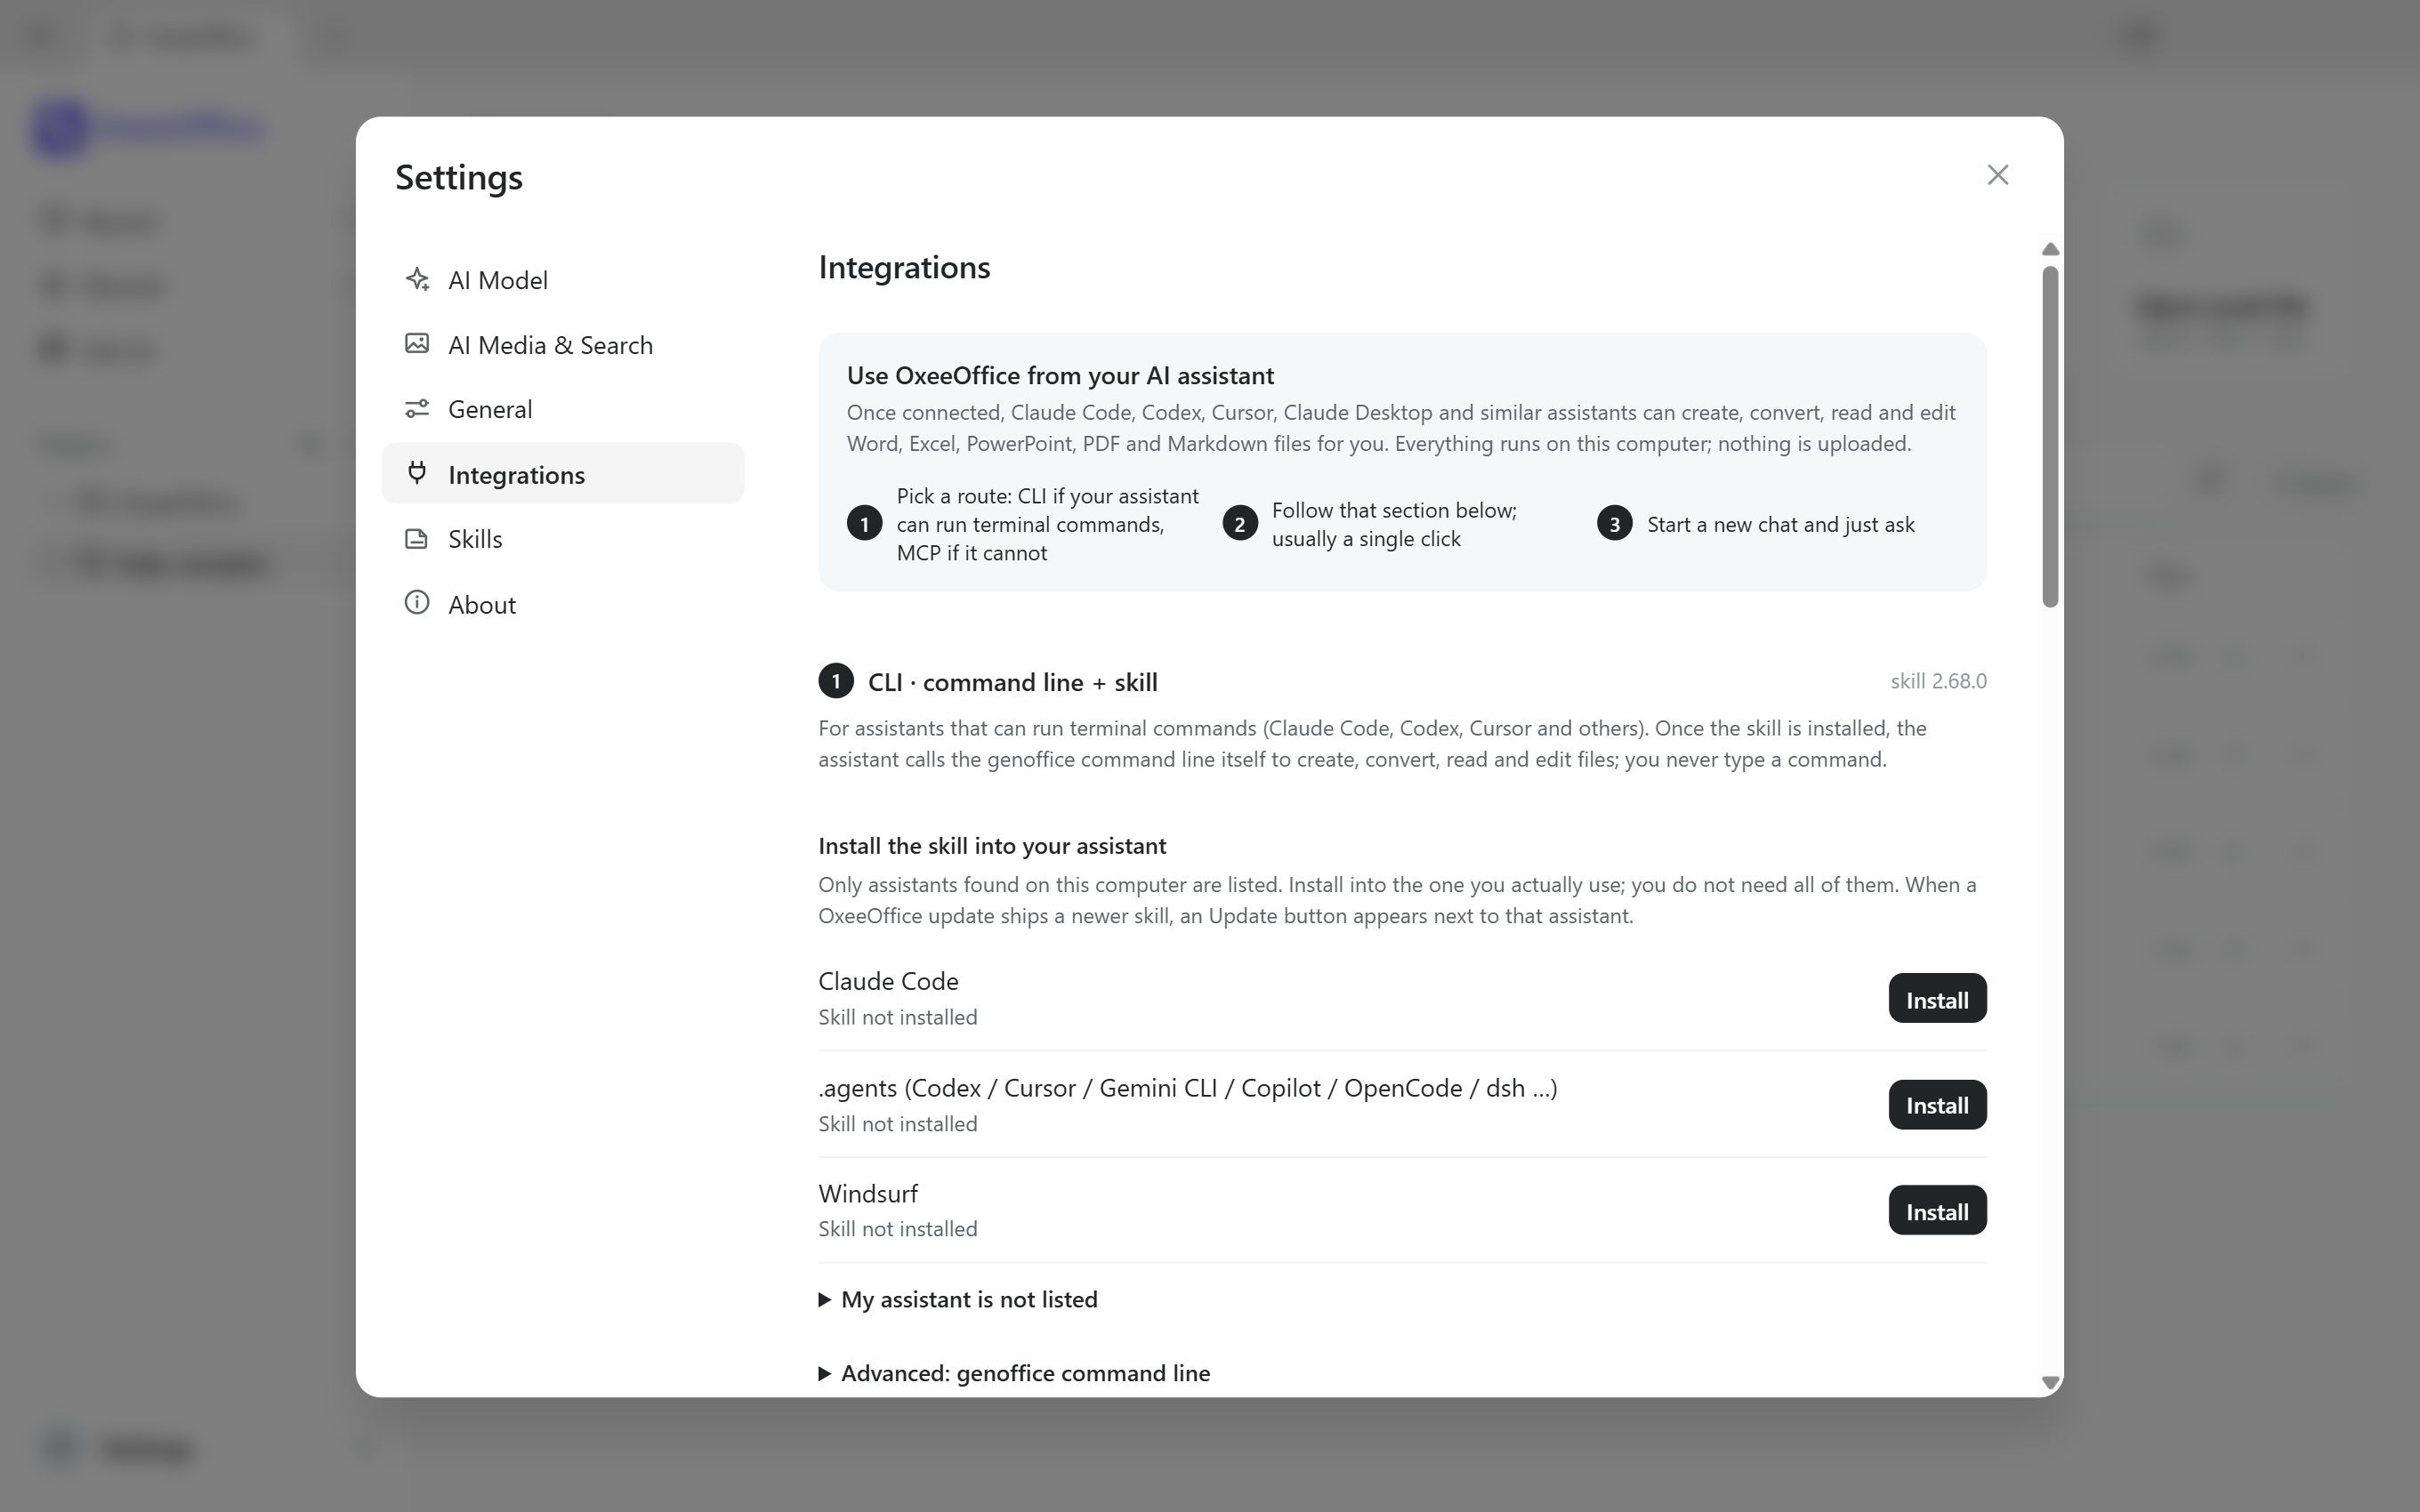 Settings
AI Model
AI Media & Search
General
Integrations
Skills
About
Integrations
Use OxeeOffice from your AI assistant
Once connected, Claude Code, Codex, Cursor, Claude Desktop and similar assistants can create, convert, read and edit
Word, Excel, PowerPoint, PDF and Markdown files for you. Everything runs on this computer; nothing is uploaded.
1
Pick a route: CLI if your assistant
can run terminal commands,
MCP if it cannot
2
Follow that section below;
usually a single click
3
Start a new chat and just ask
1 CLI · command line + skill
skill 2.68.0
For assistants that can run terminal commands (Claude Code, Codex, Cursor and others). Once the skill is installed, the
assistant calls the genoffice command line itself to create, convert, read and edit files; you never type a command.
Install the skill into your assistant
Only assistants found on this computer are listed. Install into the one you actually use; you do not need all of them. When a
OxeeOffice update ships a newer skill, an Update button appears next to that assistant.
Claude Code
Skill not installed
Install
.agents (Codex / Cursor / Gemini CLI / Copilot / OpenCode / dsh ...)
Skill not installed
Install
Windsurf
Skill not installed
Install
My assistant is not listed
Advanced: genoffice command line